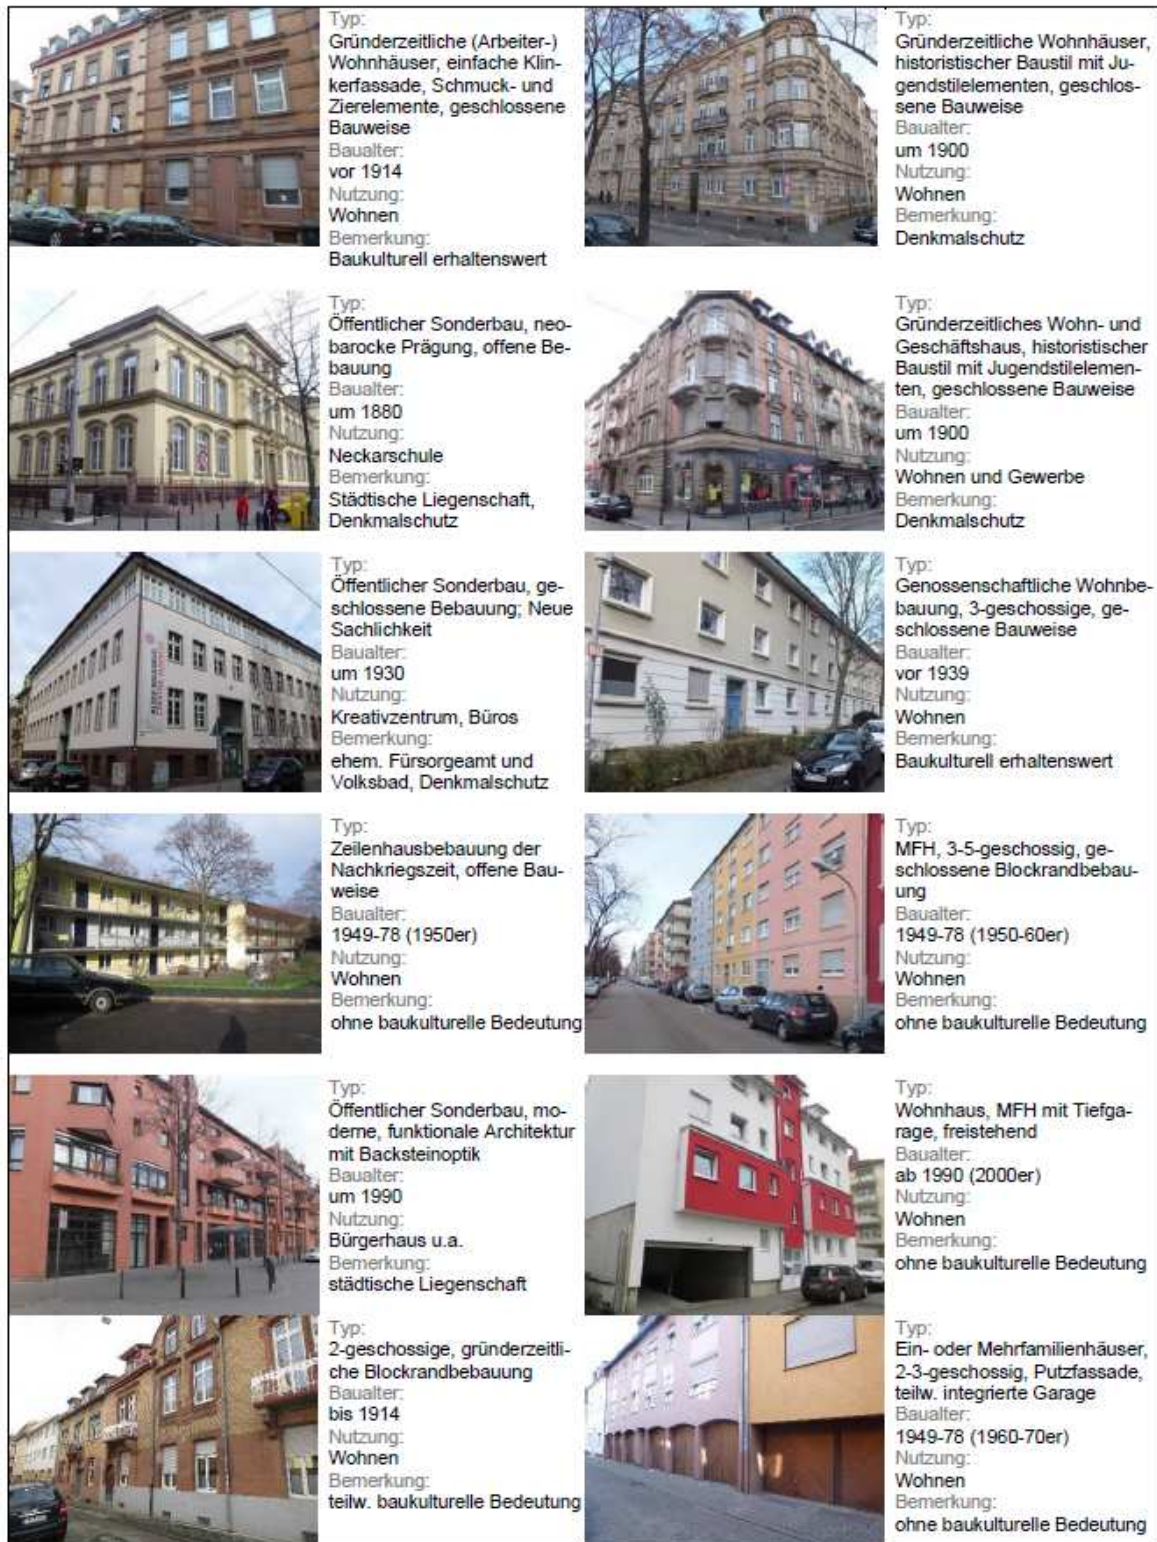 Typ:
Gründerzeitliche (Arbeiter-)
Wohnhäuser, einfache Klin-
kerfassade, Schmuck- und
Zierelemente, geschlossene
Bauweise
Baualter:
vor 1914
Nutzung:
Wohnen
Bemerkung:
Baukulturell erhaltenswert
Typ:
Gründerzeitliche Wohnhäuser,
historistischer Baustil mit Ju-
gendstilelementen, geschlos-
sene Bauweise
Baualter:
um 1900
Nutzung:
Wohnen
Bemerkung:
Denkmalschutz
Typ:
Öffentlicher Sonderbau, neo-
barocke Prägung, offene Be-
bauung
Baualter:
um 1880
Nutzung:
Neckarschule
Bemerkung:
Städtische Liegenschaft,
Denkmalschutz
Typ:
Gründerzeitliches Wohn- und
Geschäftshaus, historistischer
Baustil mit Jugendstilelemen-
ten, geschlossene Bauweise
Baualter:
um 1900
Nutzung:
Wohnen und Gewerbe
Bemerkung:
Denkmalschutz
Typ:
Öffentlicher Sonderbau, ge-
schlossene Bebauung; Neue
Sachlichkeit
Baualter:
um 1930
Nutzung:
Kreativzentrum, Büros
Bemerkung:
ehem. Fürsorgeamt und
Volksbad, Denkmalschutz
Typ:
Genossenschaftliche Wohnbe-
bauung, 3-geschossige, ge-
schlossene Bauweise
Baualter:
vor 1939
Nutzung:
Wohnen
Bemerkung:
Baukulturell erhaltenswert
Typ:
Zeilenhausbebauung der
Nachkriegszeit, offene Bau-
weise
Baualter:
1949-78 (1950er)
Nutzung:
Wohnen
Bemerkung:
ohne baukulturelle Bedeutung
Typ:
MFH, 3-5-geschossig, ge-
schlossene Blockrandbebau-
ung
Baualter:
1949-78 (1950-60er)
Nutzung:
Wohnen
Bemerkung:
ohne baukulturelle Bedeutung
Typ:
Öffentlicher Sonderbau, mo-
derne, funktionale Architektur
mit Backsteinoptik
Baualter:
um 1990
Nutzung:
Bürgerhaus u.a.
Bemerkung:
städtische Liegenschaft
Typ:
Wohnhaus, MFH mit Tiefga-
rage, freistehend
Baualter:
ab 1990 (2000er)
Nutzung:
Wohnen
Bemerkung:
ohne baukulturelle Bedeutung
Typ:
2-geschossige, gründerzeitli-
che Blockrandbebauung
Baualter:
bis 1914
Nutzung:
Wohnen
Bemerkung:
teilw. baukulturelle Bedeutung
Typ:
Ein- oder Mehrfamilienhäuser,
2-3-geschossig, Putzfassade,
teilw. integrierte Garage
Baualter:
1949-78 (1960-70er)
Nutzung:
Wohnen
Bemerkung:
ohne baukulturelle Bedeutung